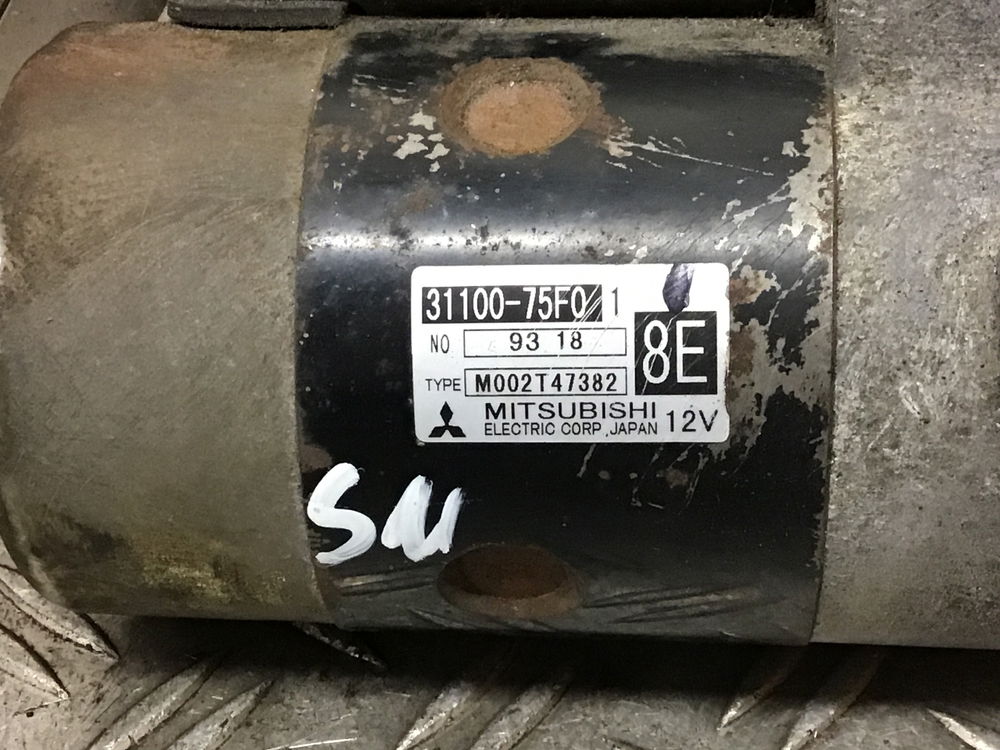 31100-75F0 1
NO 93 18
8E
TYPE M002T47382
MITSUBISHI
ELECTRIC CORP.,JAPAN 12V
SU